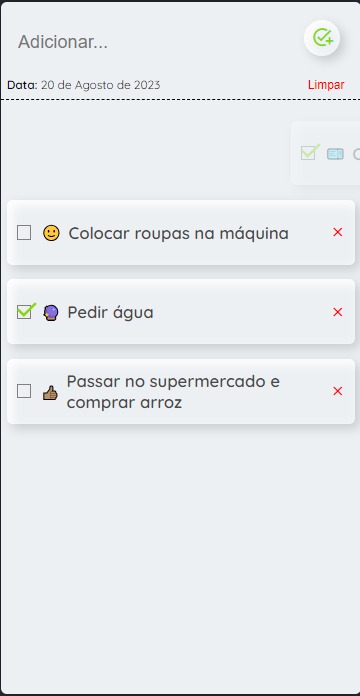 Adicionar...
Data: 20 de Agosto de 2023 Limpar
Colocar roupas na máquina
Pedir água
Passar no supermercado e
comprar arroz